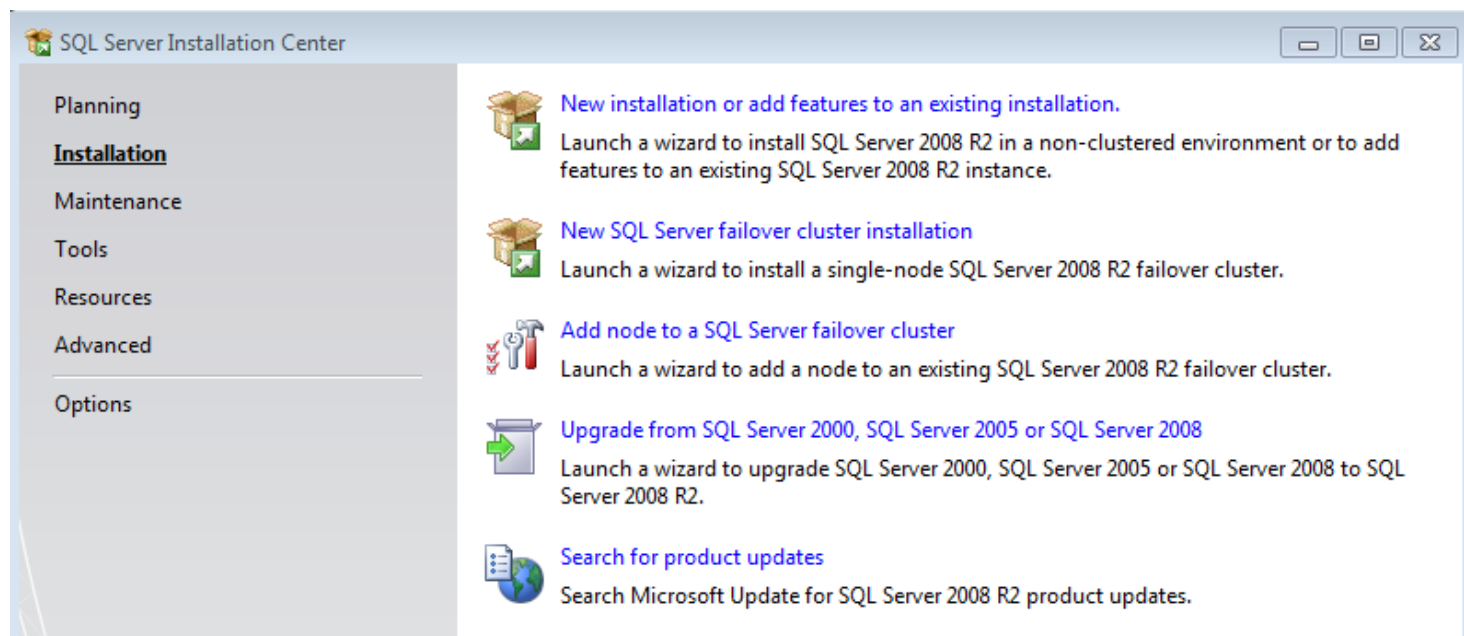 SQL Server Installation Center
Planning
Installation
Maintenance
Tools
Resources
Advanced
Options
New installation or add features to an existing installation.
Launch a wizard to install SQL Server 2008 R2 in a non-clustered environment or to add
features to an existing SQL Server 2008 R2 instance.
New SQL Server failover cluster installation
Launch a wizard to install a single-node SQL Server 2008 R2 failover cluster.
Add node to a SQL Server failover cluster
Launch a wizard to add a node to an existing SQL Server 2008 R2 failover cluster.
Upgrade from SQL Server 2000, SQL Server 2005 or SQL Server 2008
Launch a wizard to upgrade SQL Server 2000, SQL Server 2005 or SQL Server 2008 to SQL
Server 2008 R2.
Search for product updates
Search Microsoft Update for SQL Server 2008 R2 product updates.